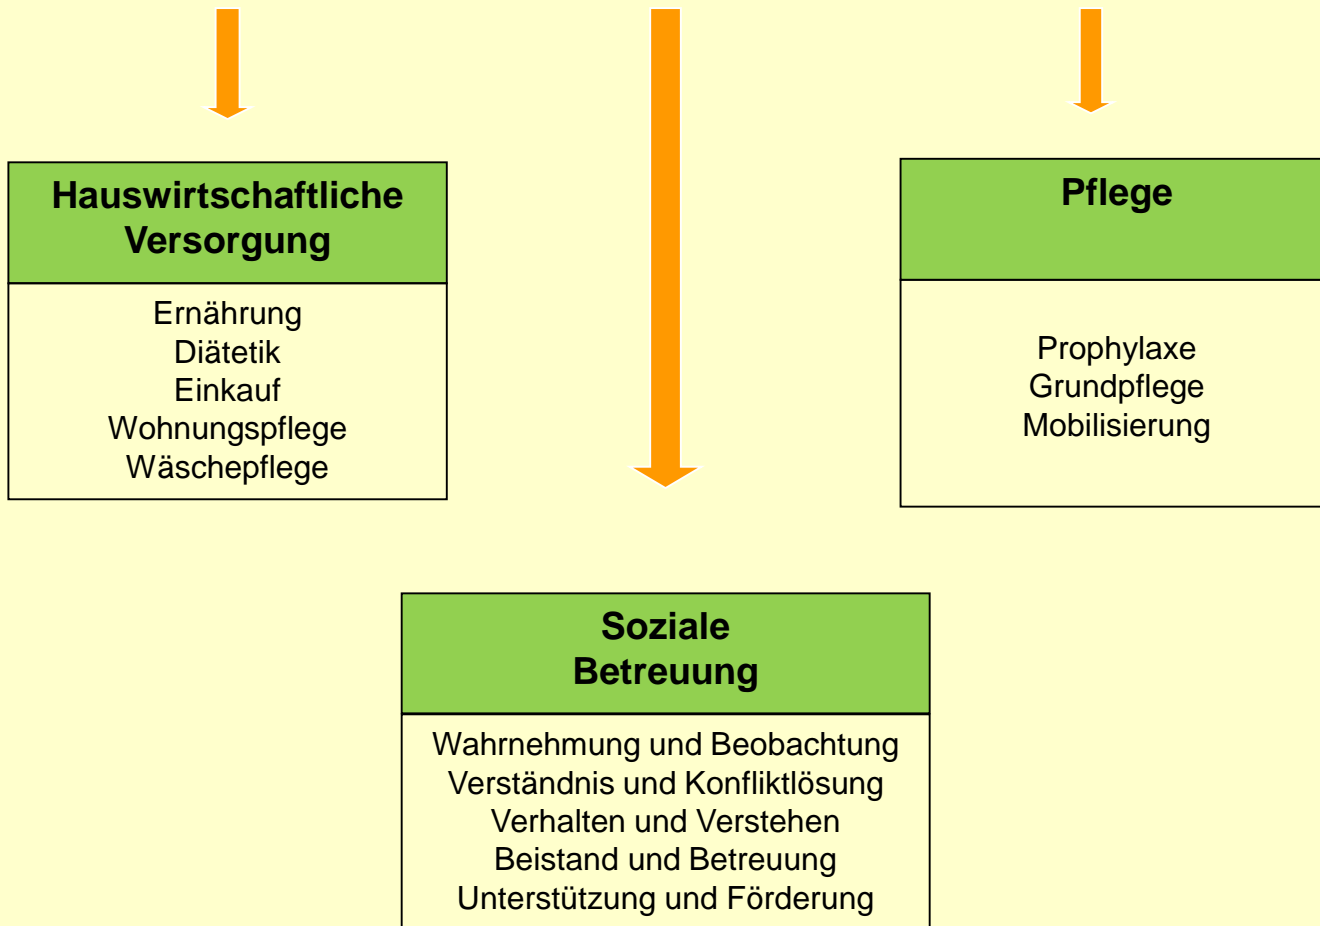 Hauswirtschaftliche
Versorgung
Ernährung
Diätetik
Einkauf
Wohnungspflege
Wäschepflege
Pflege
Prophylaxe
Grundpflege
Mobilisierung
Soziale
Betreuung
Wahrnehmung und Beobachtung
Verständnis und Konfliktlösung
Verhalten und Verstehen
Beistand und Betreuung
Unterstützung und Förderung